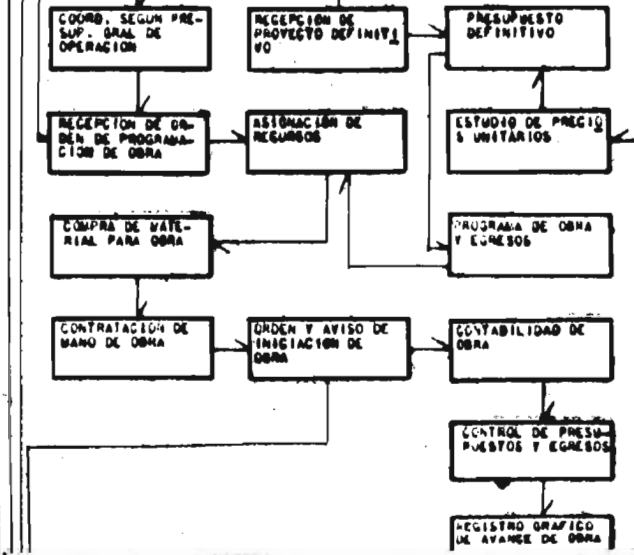 COORD. SEGUN PRE-
SUP. GRAL DE
OPERACION
RECEPCION DE
PROYECTO DEFINITI
VO
PRESUPUESTO
DEFINITIVO
RECEPCION DE OR-
DEN DE PROGRAMA-
CION DE OBRA
ASIGNACION DE
RECURSOS
ESTUDIO DE PRECIO
S UNITARIOS
COMPRA DE MATE-
RIAL PARA OBRA
PROGRAMA DE OBRA
Y EGRESOS
CONTRATACION DE
MANO DE OBRA
ORDEN Y AVISO DE
INICIACION DE
OBRA
CONTABILIDAD DE
OBRA
CONTROL DE PRESU-
PUESTOS Y EGRESOS
REGISTRO GRAFICO
DE AVANCE DE OBRA